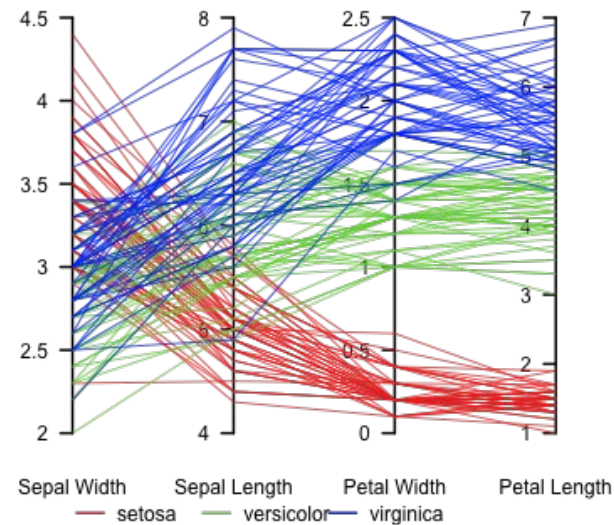 4.5 8 2.5 7
4 7 2 6
3.5 6 1.5 5
3 5 1 4
2.5 4 0.5 3
2 0 2
1
Sepal Width Sepal Length Petal Width Petal Length
setosa versicolor virginica